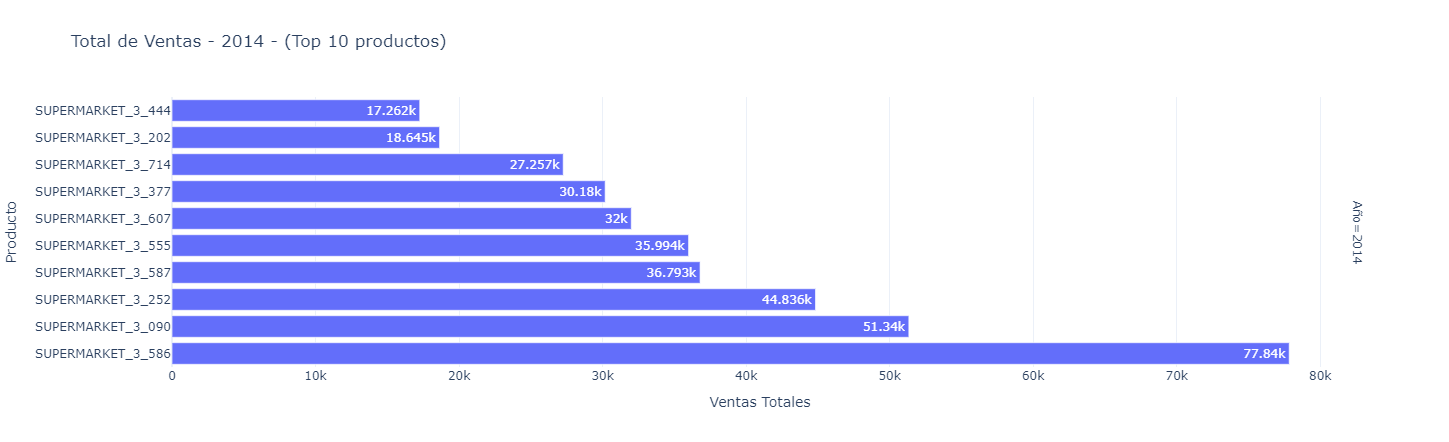 Total de Ventas - 2014 - (Top 10 productos)
SUPERMARKET_3_444 17.262k
SUPERMARKET_3_202 18.645k
SUPERMARKET_3_714 27.257k
SUPERMARKET_3_377 30.18k
SUPERMARKET_3_607 32k
SUPERMARKET_3_555 35.994k
SUPERMARKET_3_587 36.793k
SUPERMARKET_3_252 44.836k
SUPERMARKET_3_090 51.34k
SUPERMARKET_3_586 77.84k
0 10k 20k 30k 40k 50k 60k 70k 80k
Ventas Totales
Producto
Año=2014